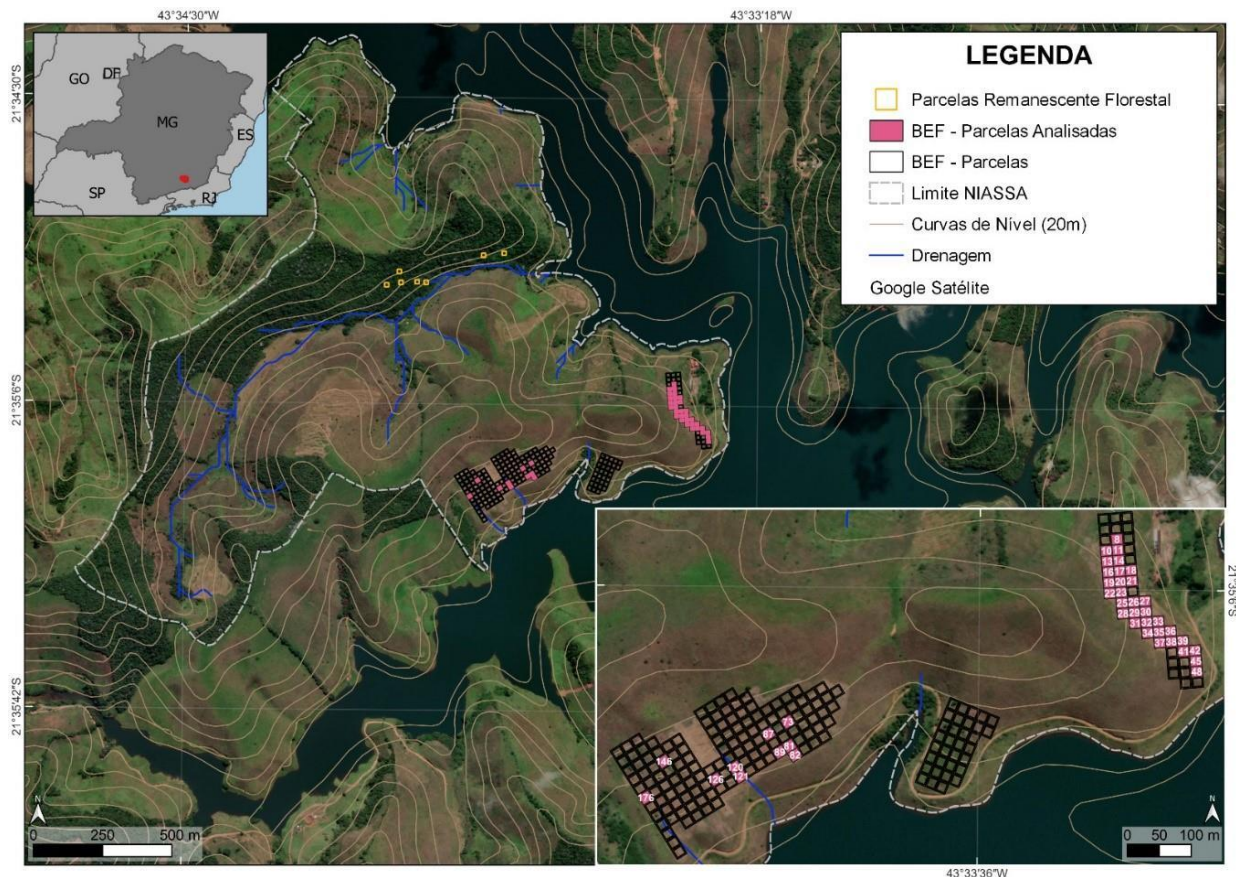 43°34'30"W
43°33'18"W
21°34'30"S
21°35'6"S
21°35'42"S
GO
DF
MG
ES
SP
RJ
LEGENDA
Parcelas Remanescente Florestal
BEF - Parcelas Analisadas
BEF - Parcelas
Limite NIASSA
Curvas de Nível (20m)
Drenagem
Google Satélite
8
10 11
13 14
16 17 18
19 20 21
22 23
25 26 27
28 29 30
31 32 33
34 35 36
37 38 39
41 42
45
48
73
67
81
69 82
120
121
126
146
176
21°35'6"S
N
0 250 500 m
N
0 50 100 m
43°33'36"W